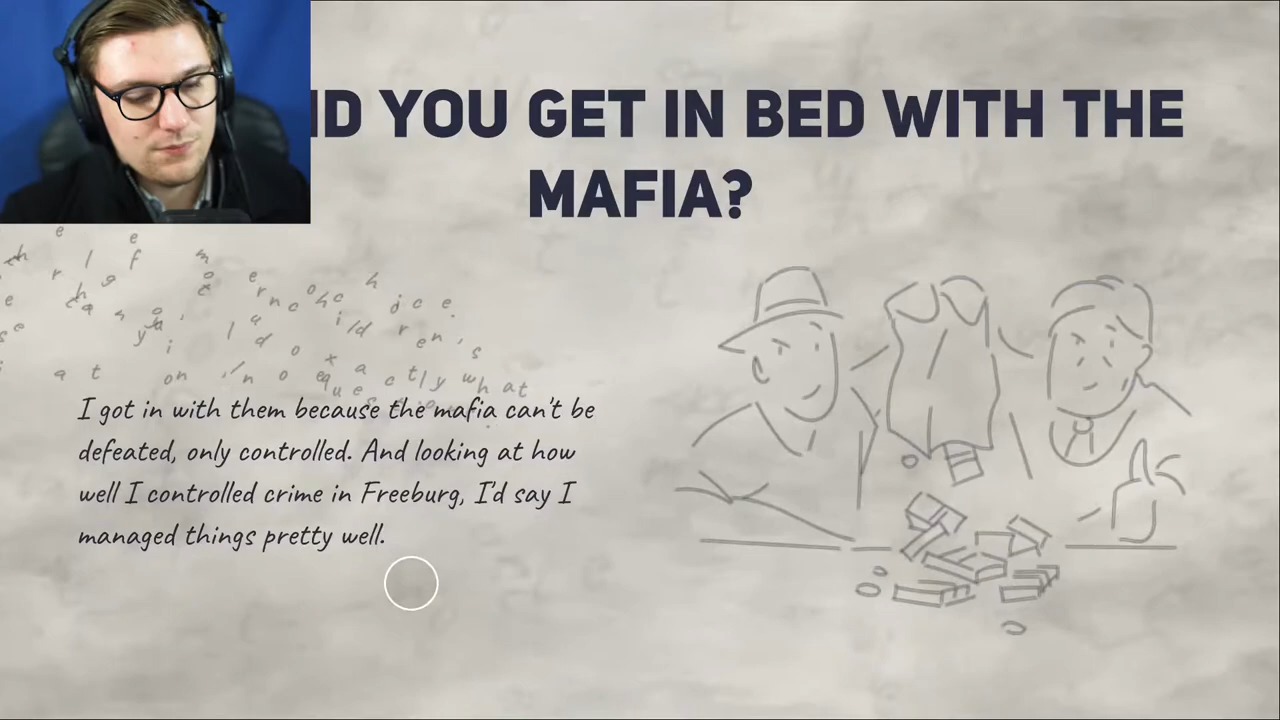 YOU GET IN BED WITH THE
MAFIA?
I got in with them because the mafia can't be
defeated, only controlled. And looking at how
well I controlled crime in Freeburg, I'd say I
managed things pretty well.